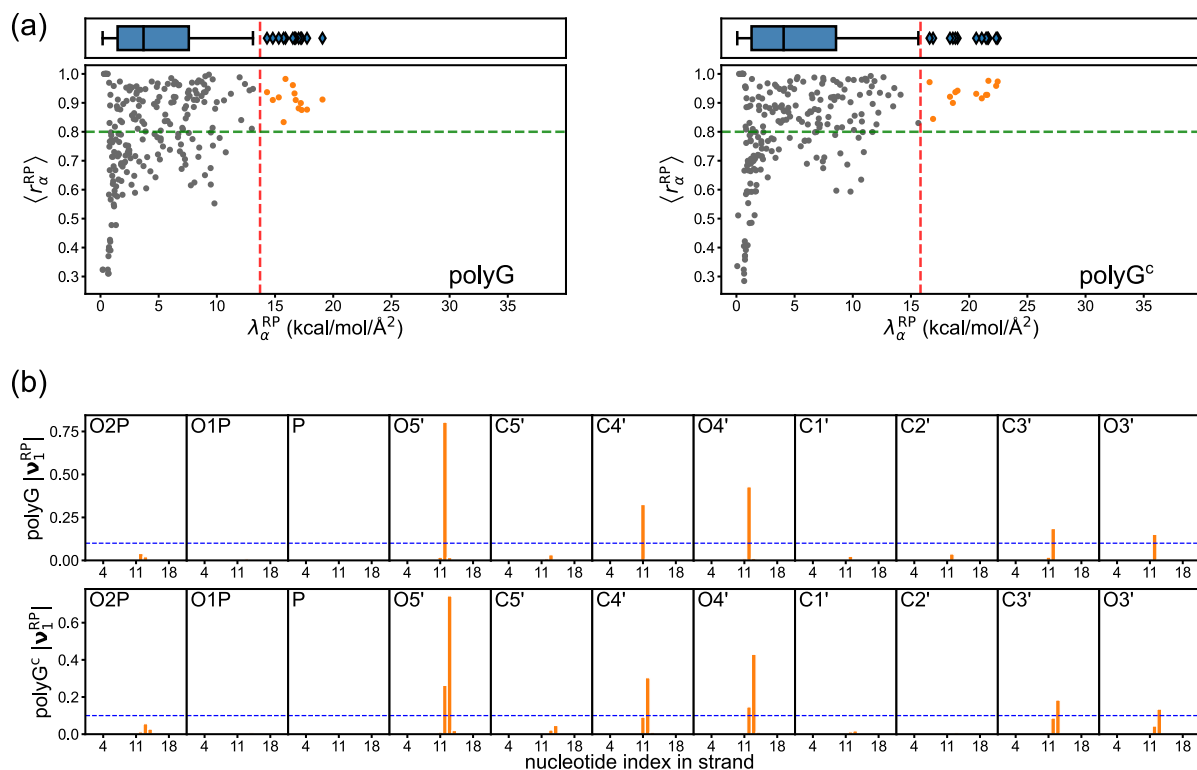 (a)
1.0
0.9
0.8
0.7
0.6
0.5
0.4
0.3
⟨r_α^RP⟩
polyG
0 5 10 15 20 25 30 35
λ_α^RP (kcal/mol/Å²)
1.0
0.9
0.8
0.7
0.6
0.5
0.4
0.3
⟨r_α^RP⟩
polyGᶜ
0 5 10 15 20 25 30 35
λ_α^RP (kcal/mol/Å²)
(b)
O2P O1P P O5' C5' C4' O4' C1' C2' C3' O3'
0.75
0.50
0.25
0.00
polyG |ν_1^RP|
4 11 18 4 11 18 4 11 18 4 11 18 4 11 18 4 11 18 4 11 18 4 11 18 4 11 18 4 11 18 4 11 18
O2P O1P P O5' C5' C4' O4' C1' C2' C3' O3'
0.6
0.4
0.2
0.0
polyGᶜ |ν_1^RP|
4 11 18 4 11 18 4 11 18 4 11 18 4 11 18 4 11 18 4 11 18 4 11 18 4 11 18 4 11 18 4 11 18
nucleotide index in strand